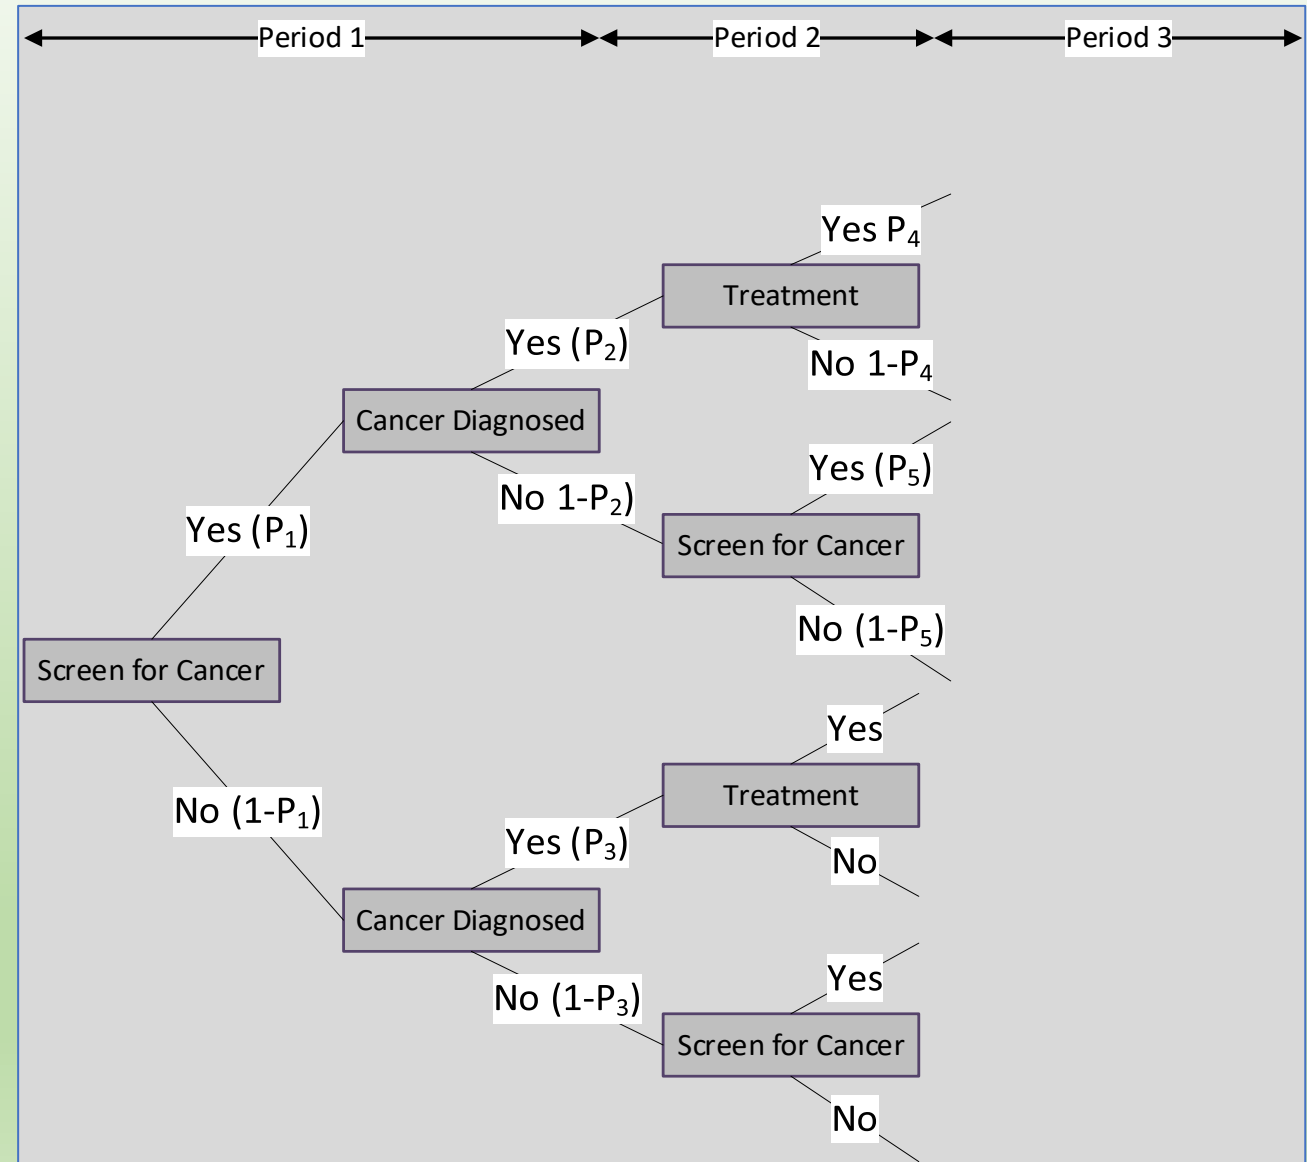 Period 1
Period 2
Period 3
Yes P₄
Treatment
No 1-P₄
Yes (P₂)
Cancer Diagnosed
No 1-P₂)
Yes (P₅)
Screen for Cancer
No (1-P₅)
Yes (P₁)
Screen for Cancer
No (1-P₁)
Yes
Treatment
No
Yes (P₃)
Cancer Diagnosed
No (1-P₃)
Yes
Screen for Cancer
No